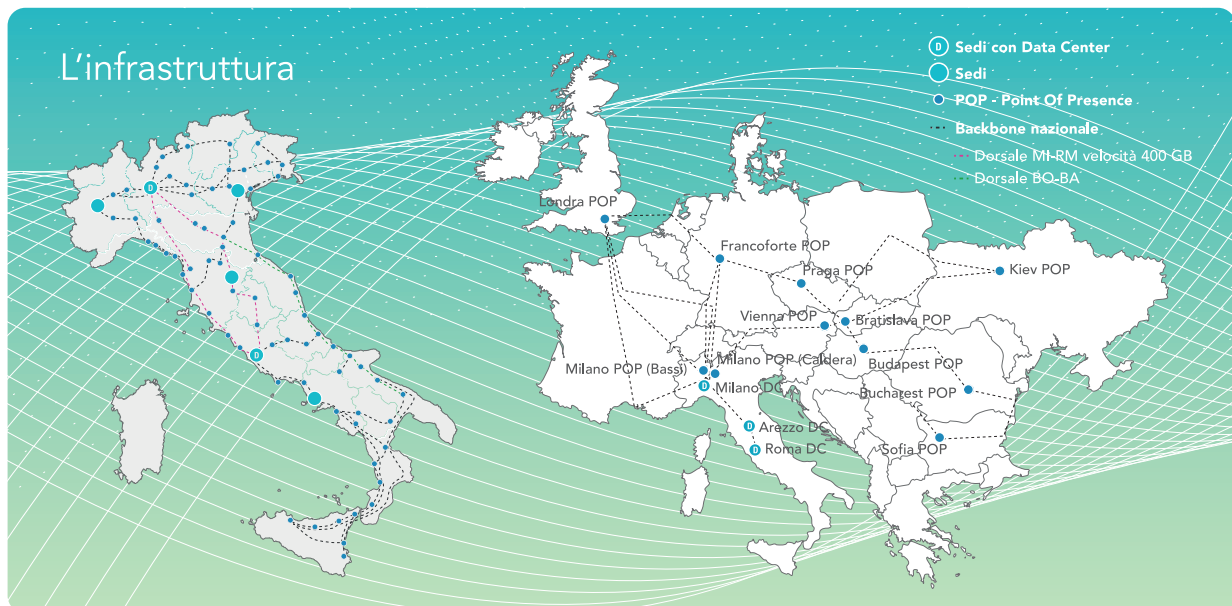 L'infrastruttura
D Sedi con Data Center
Sedi
POP - Point Of Presence
Backbone nazionale
Dorsale MI-RM velocità 400 GB
Dorsale BO-BA
D
D
Londra POP
Francoforte POP
Praga POP
Kiev POP
Vienna POP
Bratislava POP
Milano POP (Bassi)
Milano POP (Caldera)
Budapest POP
D Milano DC
Bucharest POP
D Arezzo DC
D Roma DC
Sofia POP